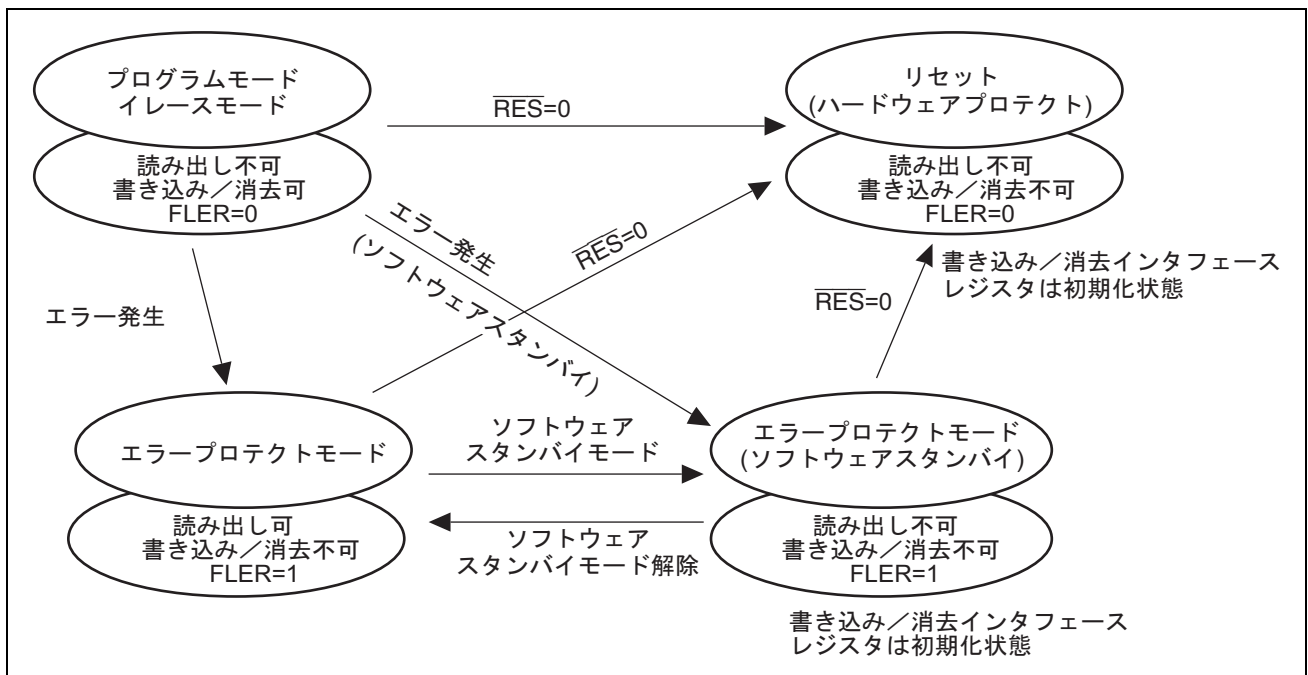 プログラムモード
イレースモード
読み出し不可
書き込み／消去可
FLER=0
RES=0
リセット
(ハードウェアプロテクト)
読み出し不可
書き込み／消去不可
FLER=0
書き込み／消去インタフェース
レジスタは初期化状態
エラー発生
エラー発生
(ソフトウェアスタンバイ)
RES=0
RES=0
エラープロテクトモード
読み出し可
書き込み／消去不可
FLER=1
ソフトウェア
スタンバイモード
ソフトウェア
スタンバイモード解除
エラープロテクトモード
(ソフトウェアスタンバイ)
読み出し不可
書き込み／消去不可
FLER=1
書き込み／消去インタフェース
レジスタは初期化状態